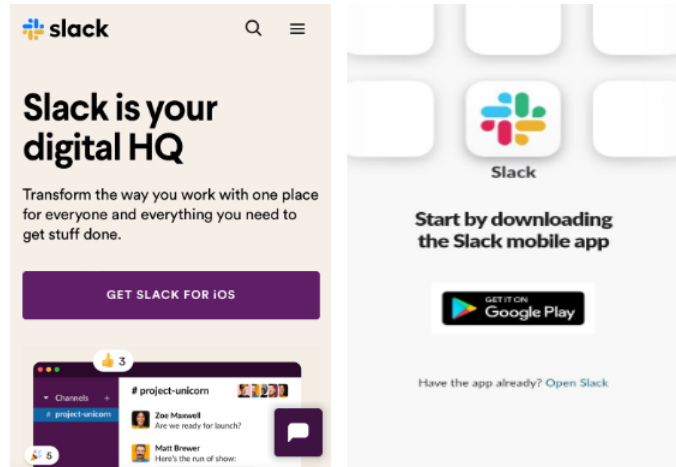 slack
Slack is your
digital HQ
Transform the way you work with one place
for everyone and everything you need to
get stuff done.
GET SLACK FOR iOS
👍 3
Channels +
# project-unicorn
🎉 5
# project-unicorn
Zoe Maxwell
Are we ready for launch?
Matt Brewer
Here's the run of show:
Slack
Start by downloading
the Slack mobile app
GET IT ON
Google Play
Have the app already? Open Slack